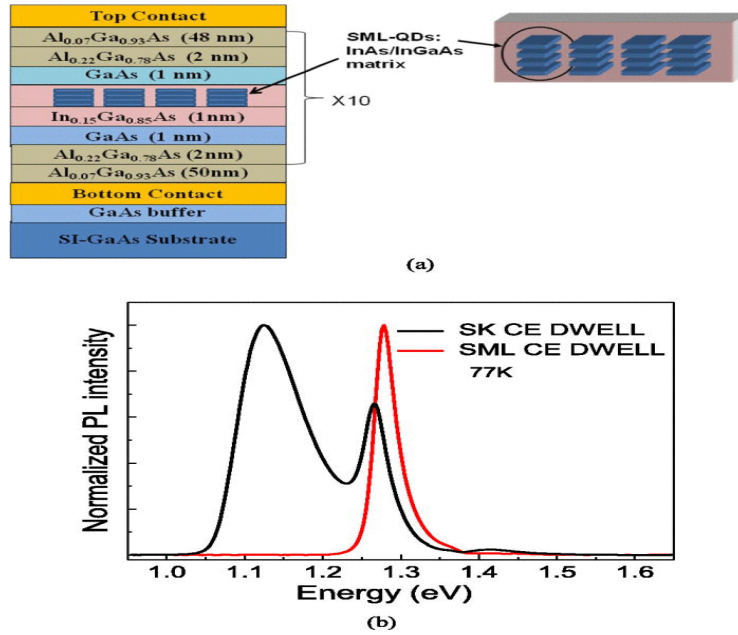 Top Contact
Al0.07Ga0.93As (48 nm)
Al0.22Ga0.78As (2 nm)
GaAs (1 nm)
In0.15Ga0.85As (1nm)
GaAs (1 nm)
Al0.22Ga0.78As (2nm)
Al0.07Ga0.93As (50nm)
Bottom Contact
GaAs buffer
SI-GaAs Substrate
SML-QDs:
InAs/InGaAs
matrix
X10
(a)
Normalized PL intensity
SK CE DWELL
SML CE DWELL
77K
1.0 1.1 1.2 1.3 1.4 1.5 1.6
Energy (eV)
(b)